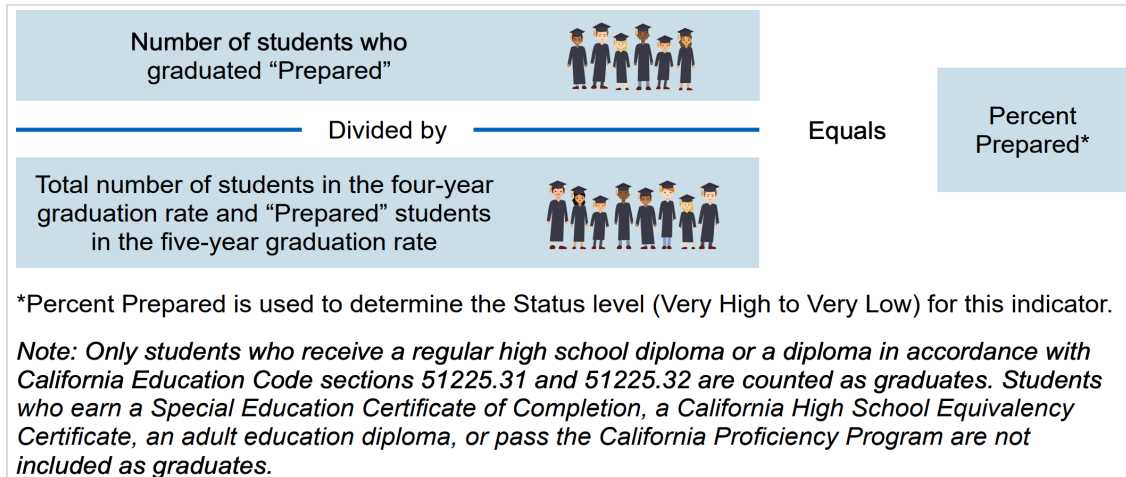 Number of students who
graduated “Prepared”
Divided by
Equals
Percent
Prepared*
Total number of students in the four-year
graduation rate and “Prepared” students
in the five-year graduation rate
*Percent Prepared is used to determine the Status level (Very High to Very Low) for this indicator.
Note: Only students who receive a regular high school diploma or a diploma in accordance with
California Education Code sections 51225.31 and 51225.32 are counted as graduates. Students
who earn a Special Education Certificate of Completion, a California High School Equivalency
Certificate, an adult education diploma, or pass the California Proficiency Program are not
included as graduates.